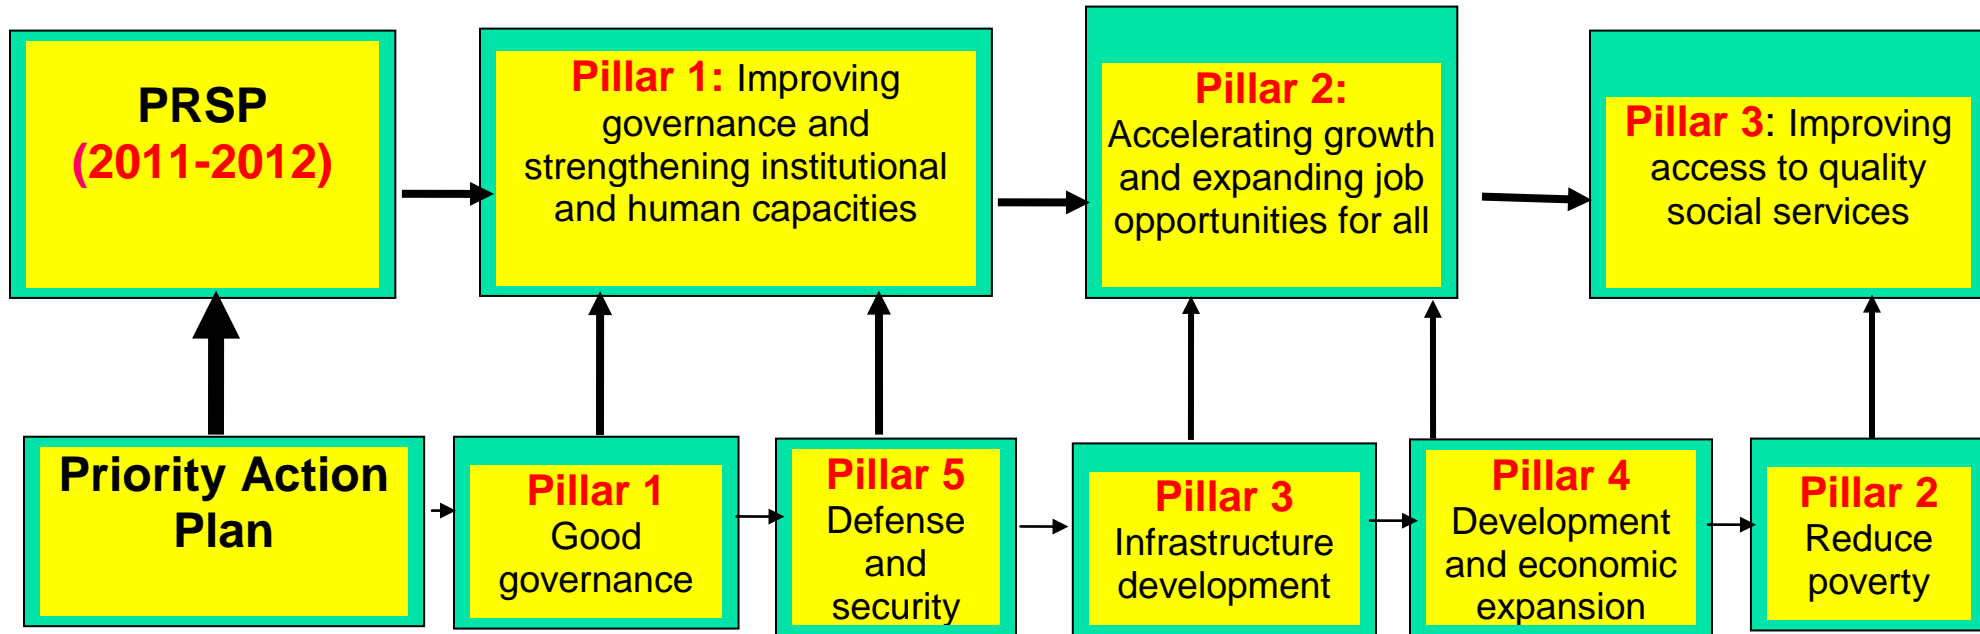 PRSP
(2011-2012)
Pillar 1: Improving
governance and
strengthening institutional
and human capacities
Pillar 2:
Accelerating growth
and expanding job
opportunities for all
Pillar 3: Improving
access to quality
social services
Priority Action
Plan
Pillar 1
Good
governance
Pillar 5
Defense
and
security
Pillar 3
Infrastructure
development
Pillar 4
Development
and economic
expansion
Pillar 2
Reduce
poverty